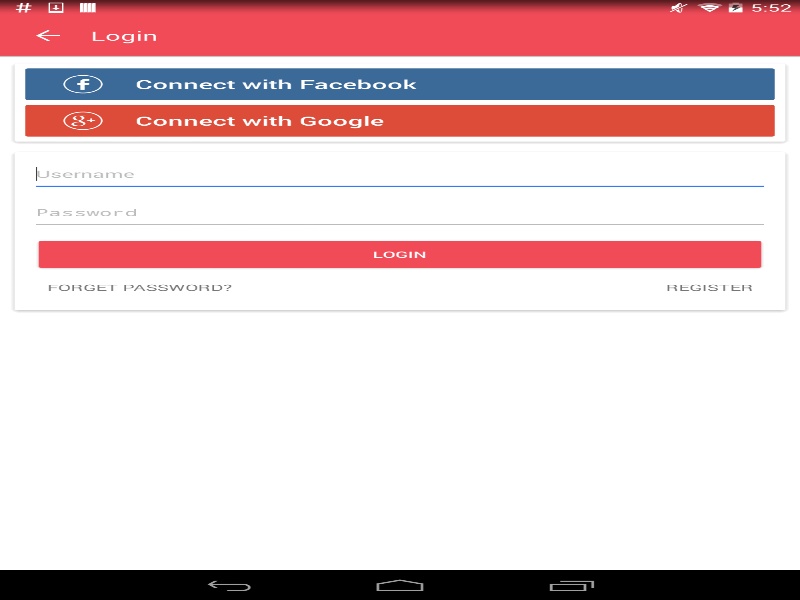 5:52
Login
f Connect with Facebook
g+ Connect with Google
Username
Password
LOGIN
FORGET PASSWORD? REGISTER